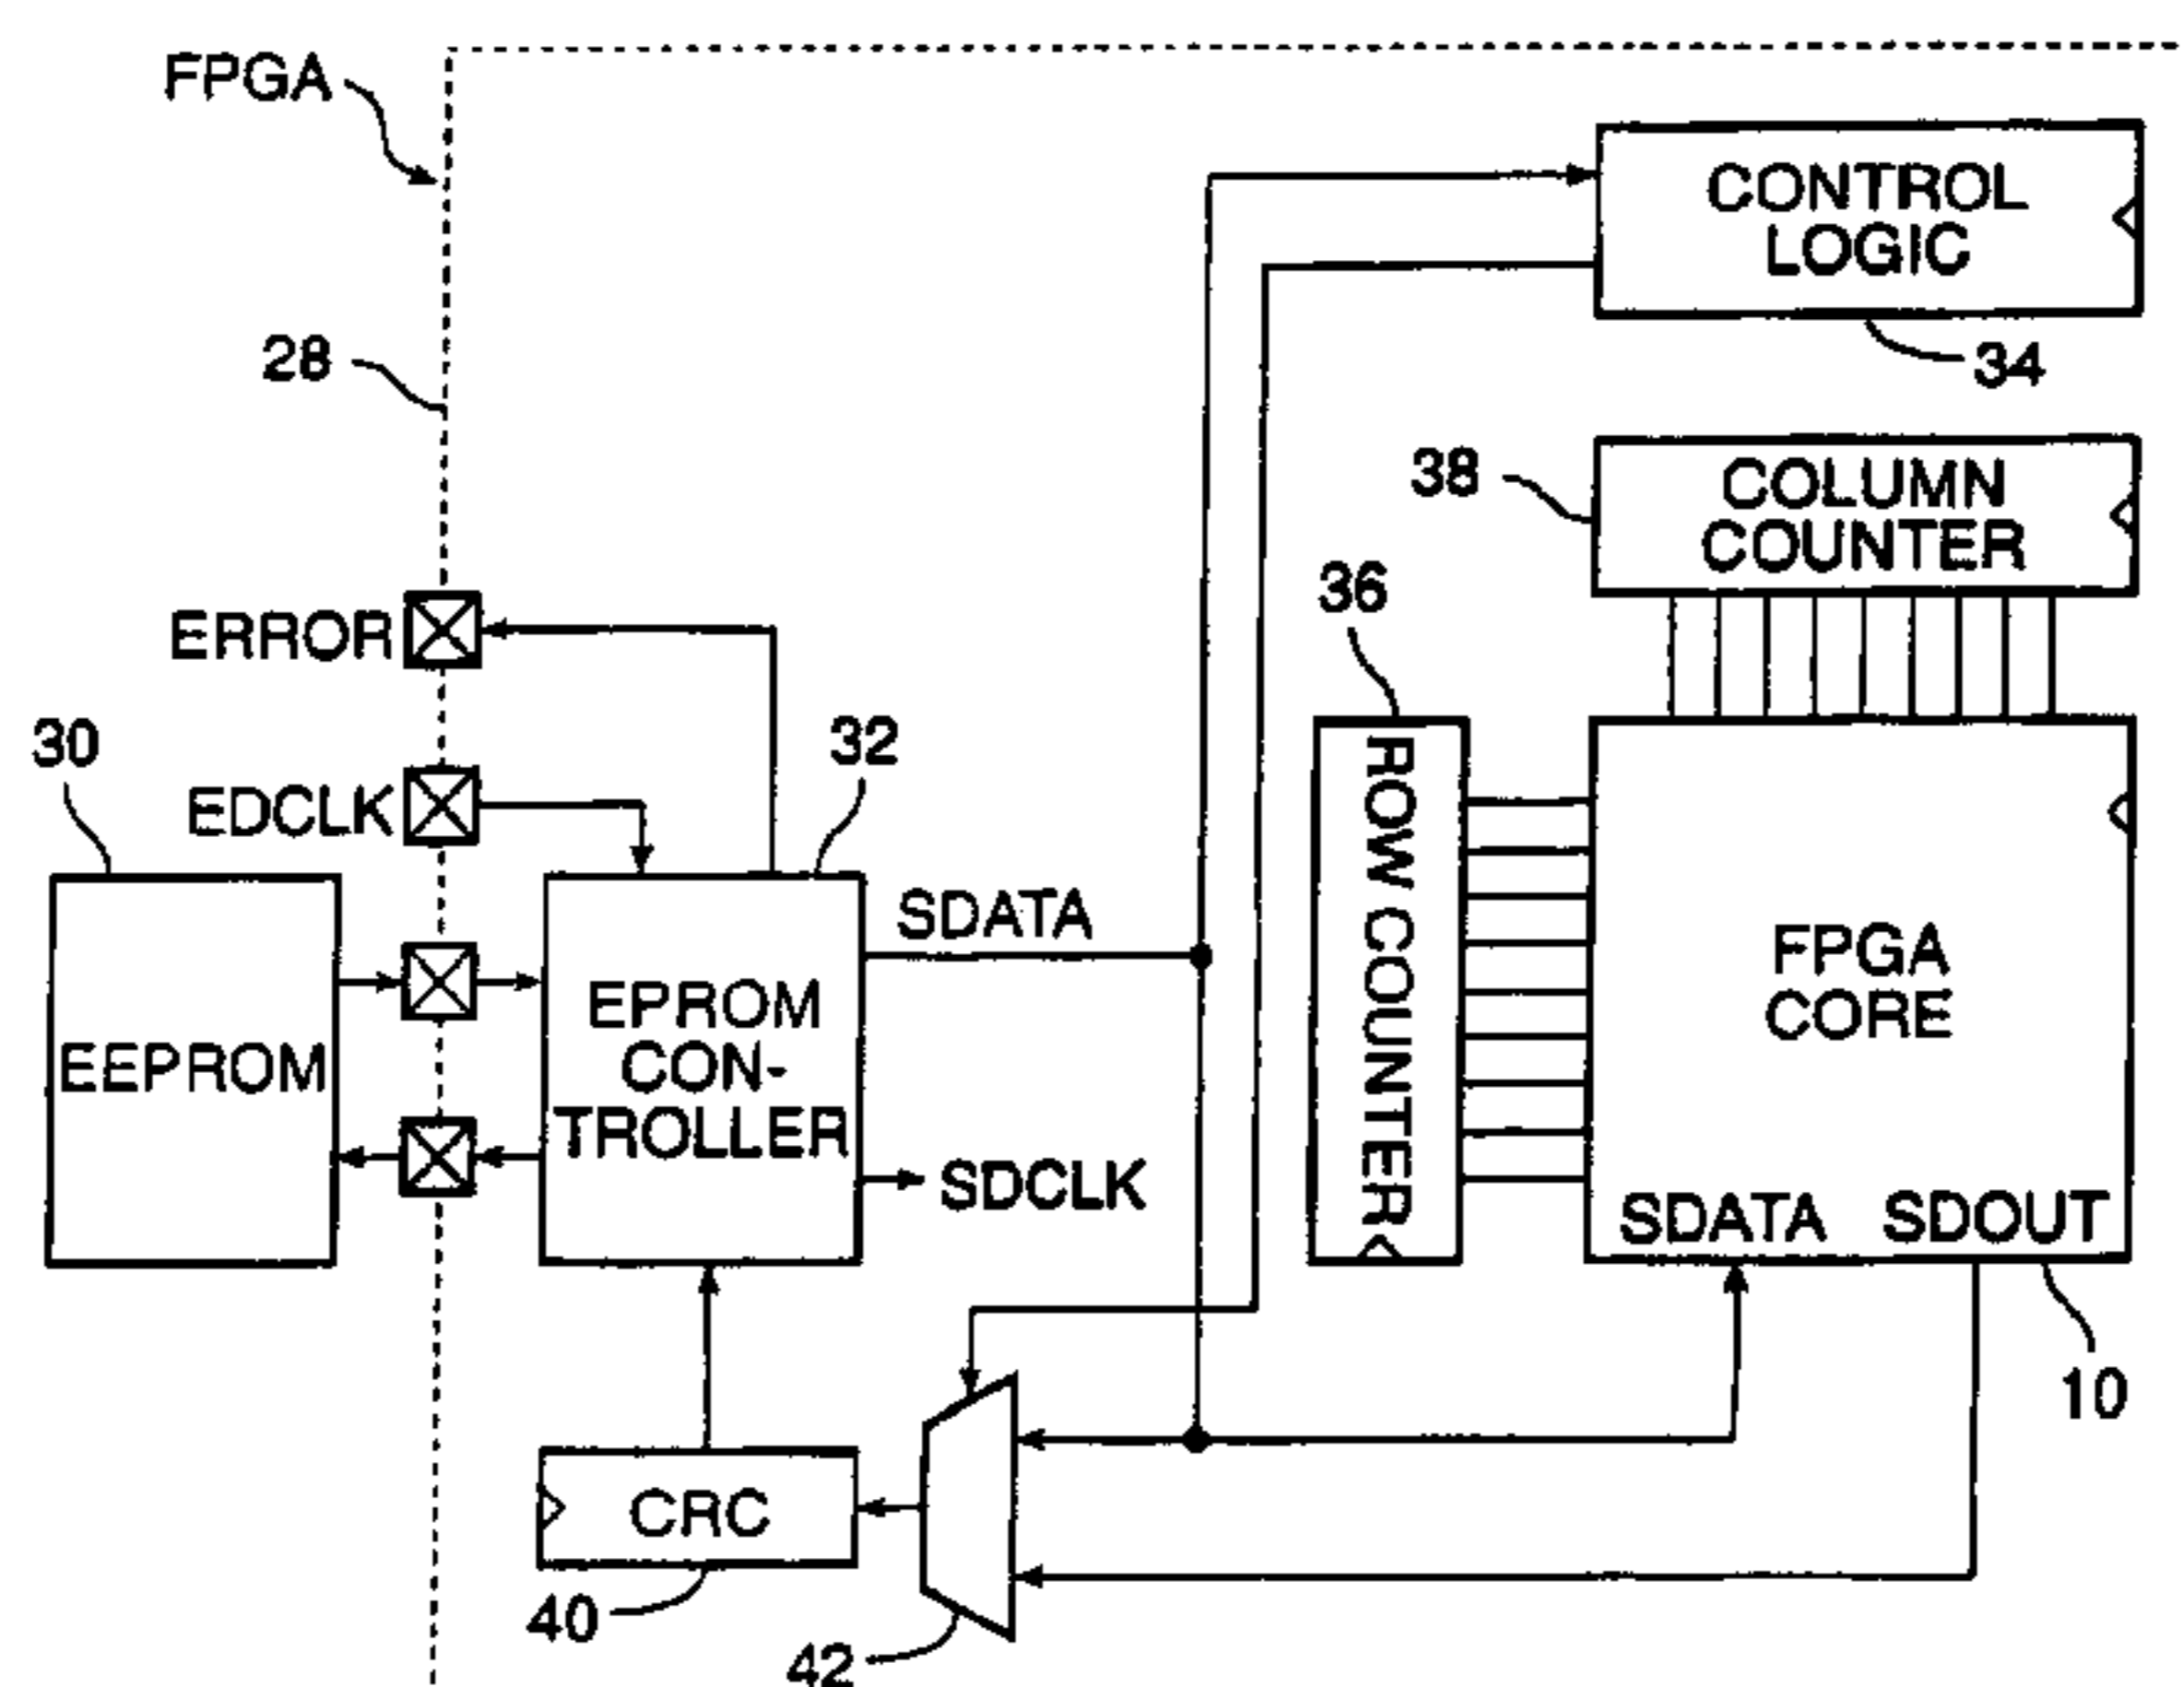 FPGA
CONTROL
LOGIC
28
34
38
COLUMN
COUNTER
36
ERROR
30
32
EDCLK
ROW COUNTER
SDATA
FPGA
CORE
EEPROM
EPROM
CON-
TROLLER
SDCLK
SDATA SDOUT
10
CRC
40
42